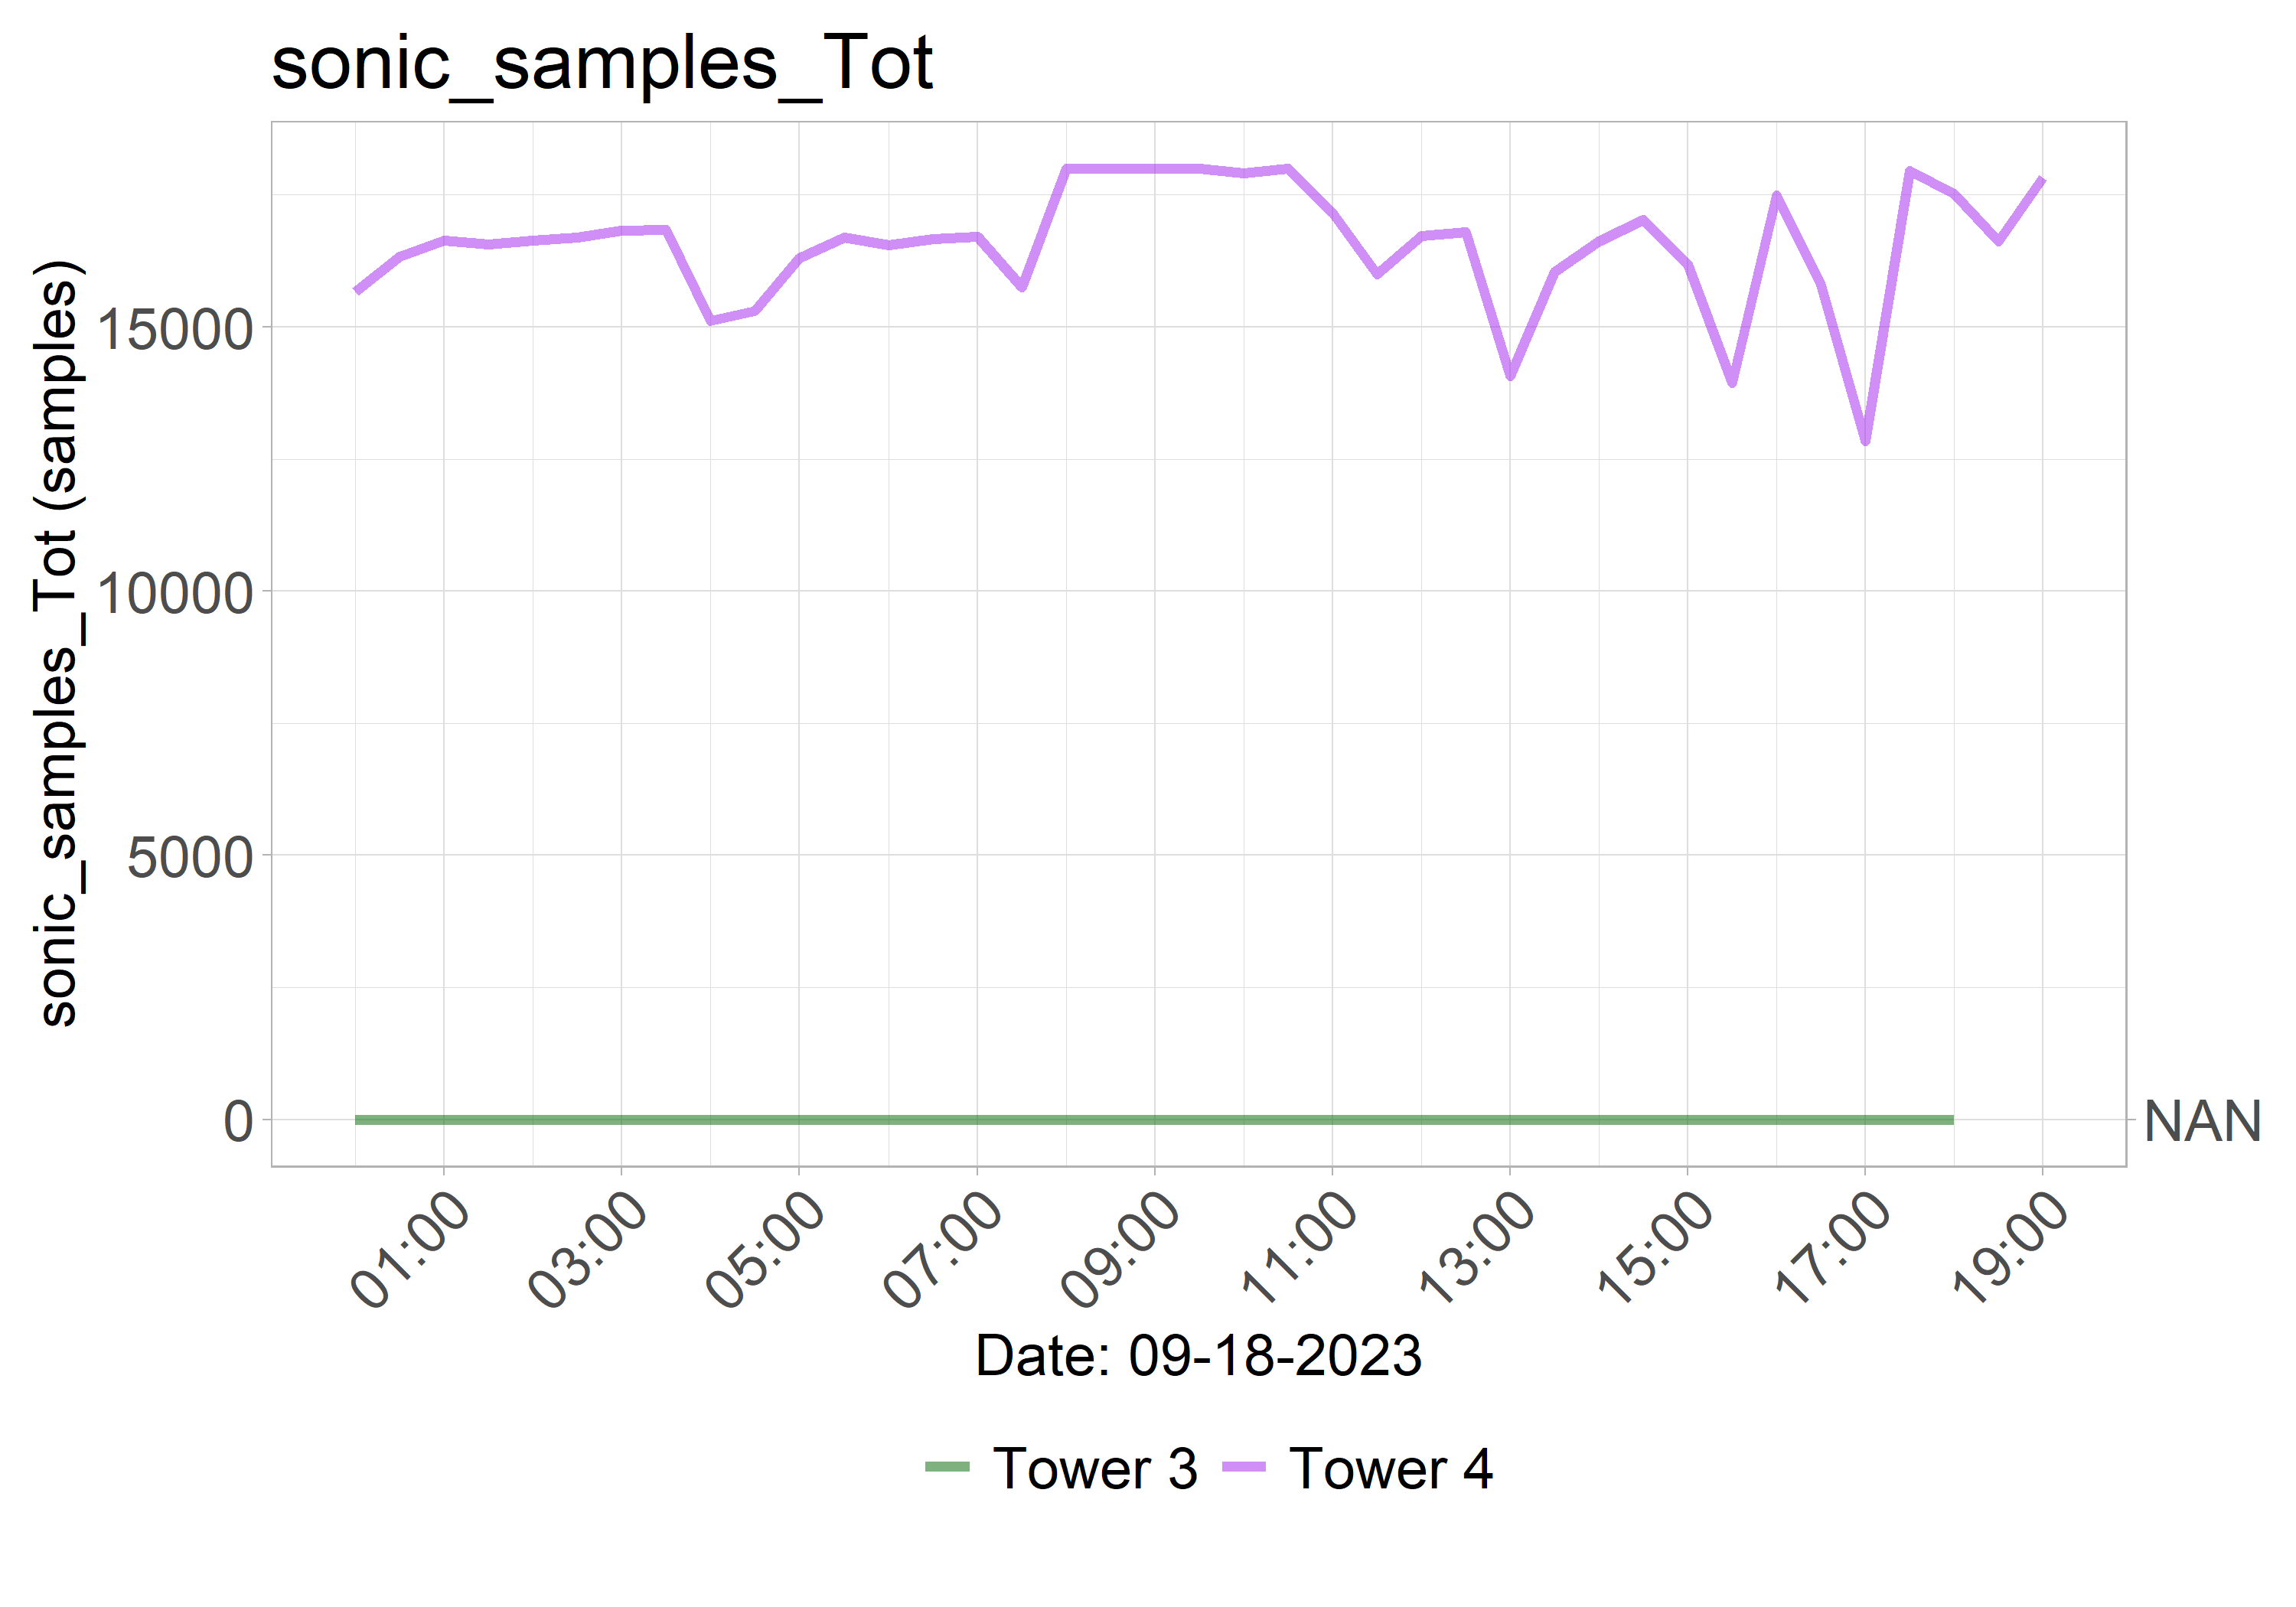 sonic_samples_Tot
sonic_samples_Tot (samples)
15000
10000
5000
0
NAN
01:00
03:00
05:00
07:00
09:00
11:00
13:00
15:00
17:00
19:00
Date: 09-18-2023
Tower 3
Tower 4